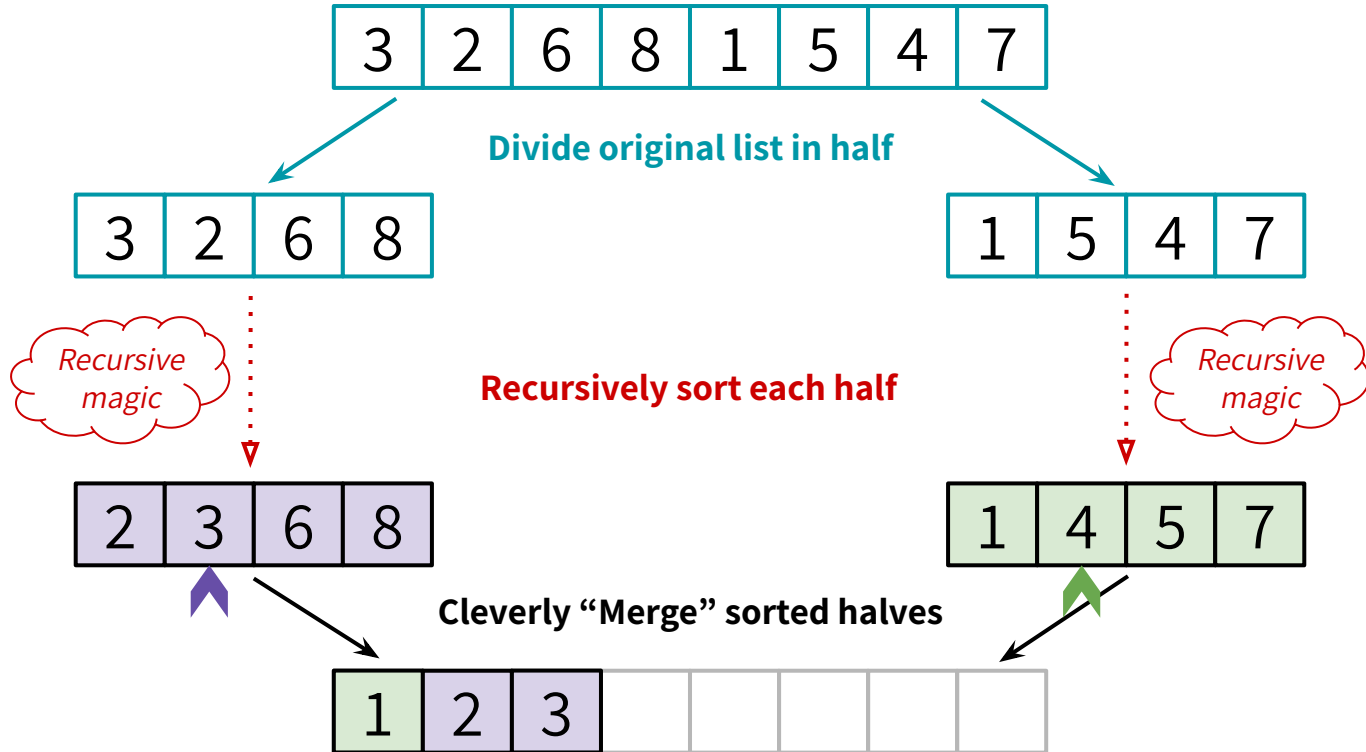 3 2 6 8 1 5 4 7
Divide original list in half
3 2 6 8
1 5 4 7
Recursive
magic
Recursively sort each half
Recursive
magic
2 3 6 8
1 4 5 7
Cleverly “Merge” sorted halves
1 2 3